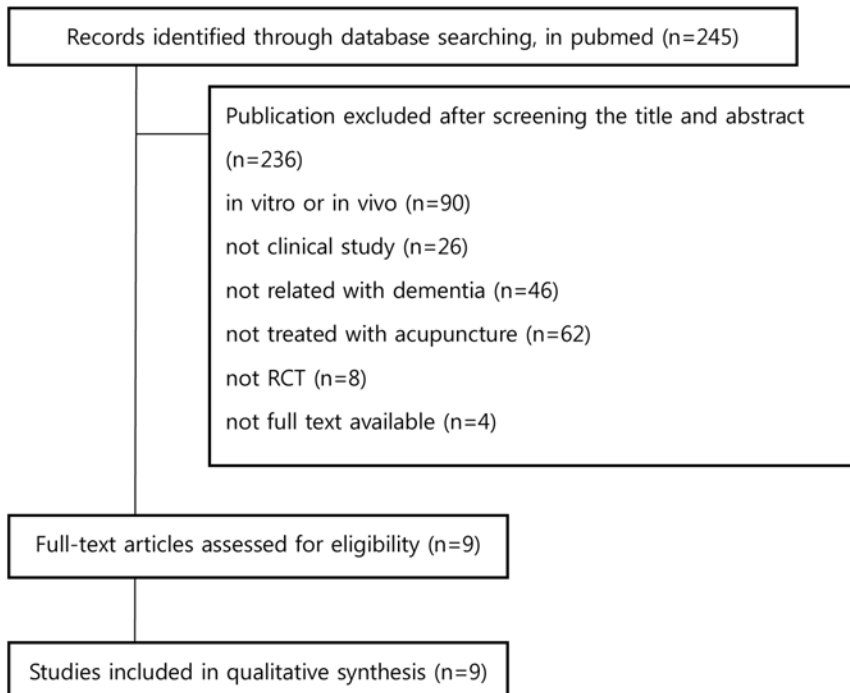 Records identified through database searching, in pubmed (n=245)
Publication excluded after screening the title and abstract
(n=236)
in vitro or in vivo (n=90)
not clinical study (n=26)
not related with dementia (n=46)
not treated with acupuncture (n=62)
not RCT (n=8)
not full text available (n=4)
Full-text articles assessed for eligibility (n=9)
Studies included in qualitative synthesis (n=9)